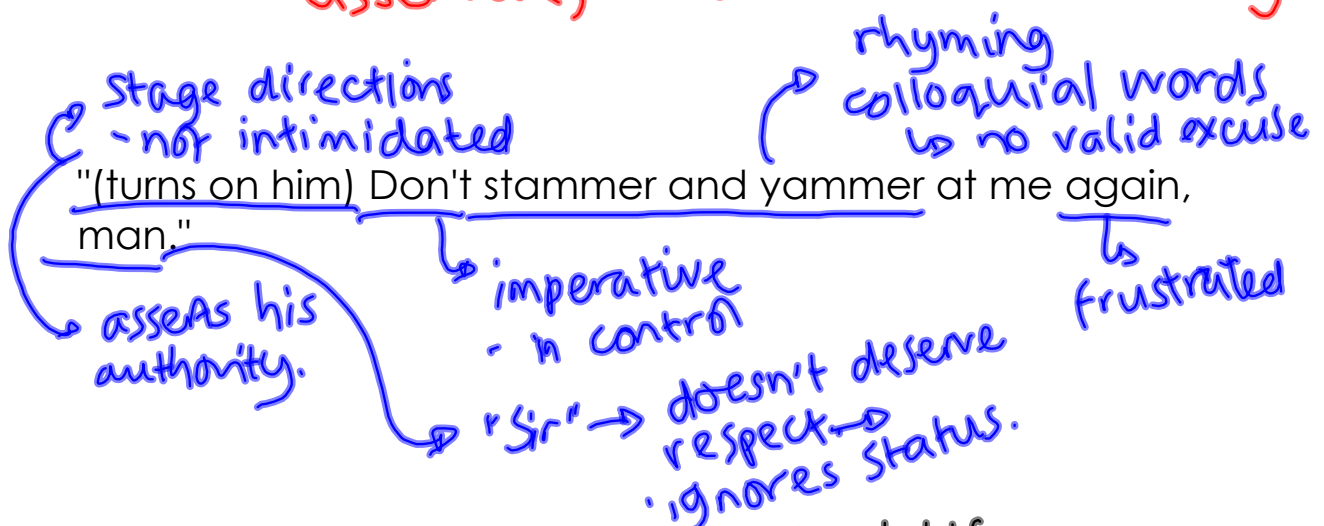 stage directions
- not intimidated
rhyming
colloquial words
↳ no valid excuse
"(turns on him) Don't stammer and yammer at me again,
man."
asserts his
authority.
imperative
- in control
frustrated
"Sir" → doesn't deserve
respect →
• ignores status.